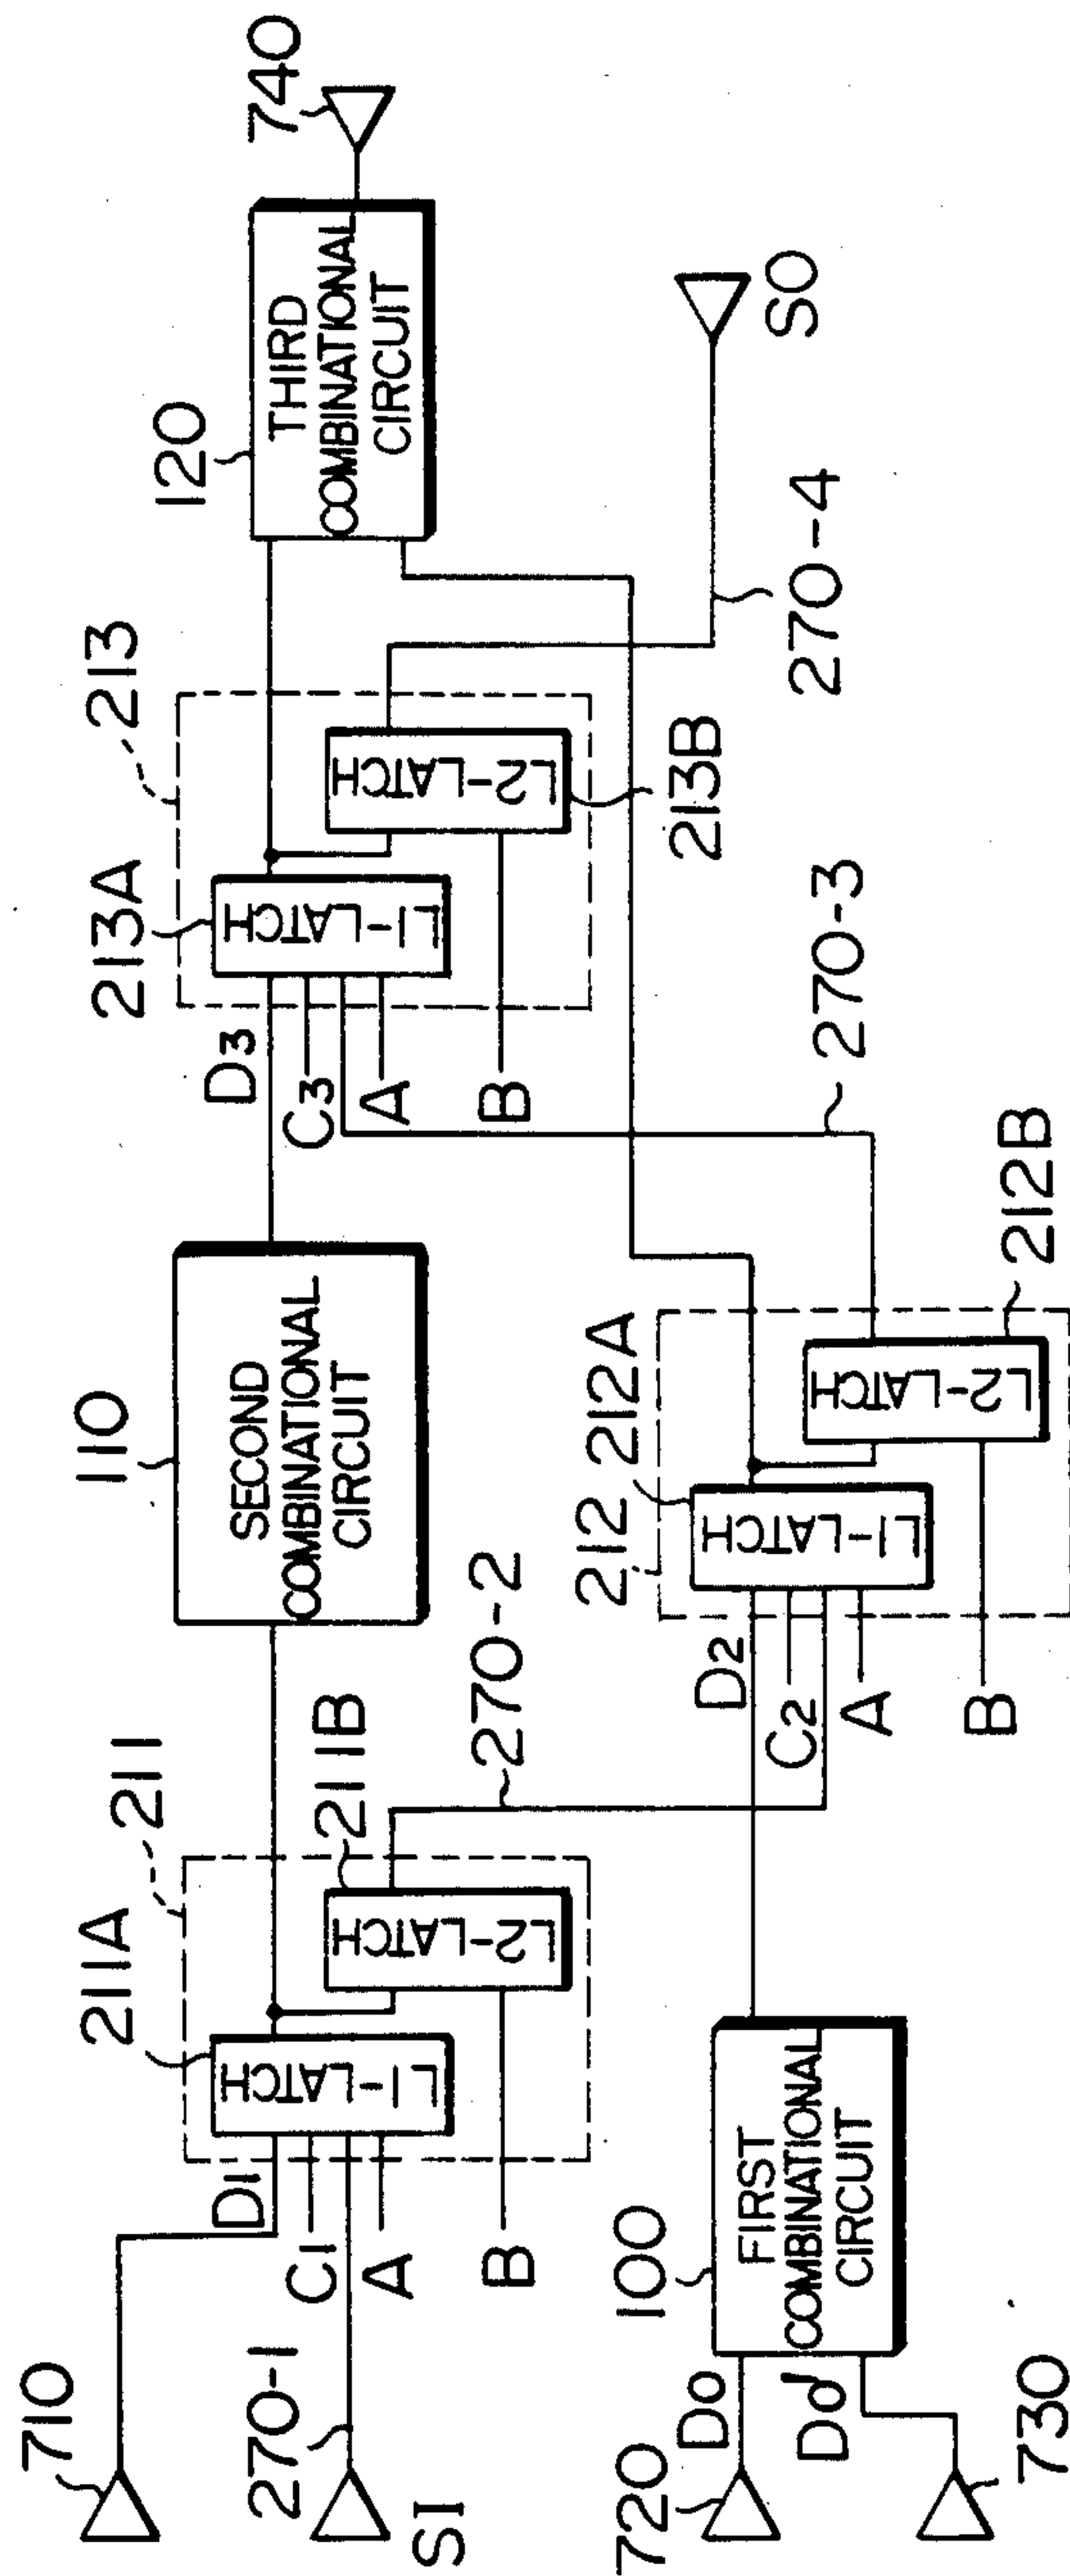 710
270-1
SI
D1
C1
A
B
211A
211
L1-LATCH
L2-LATCH
211B
270-2
110
SECOND
COMBINATIONAL
CIRCUIT
D3
C3
A
B
213A
213
L1-LATCH
L2-LATCH
213B
120
THIRD
COMBINATIONAL
CIRCUIT
740
SO
270-4
270-3
720
730
D0
D0'
100
FIRST
COMBINATIONAL
CIRCUIT
D2
C2
A
B
212
212A
L1-LATCH
L2-LATCH
212B